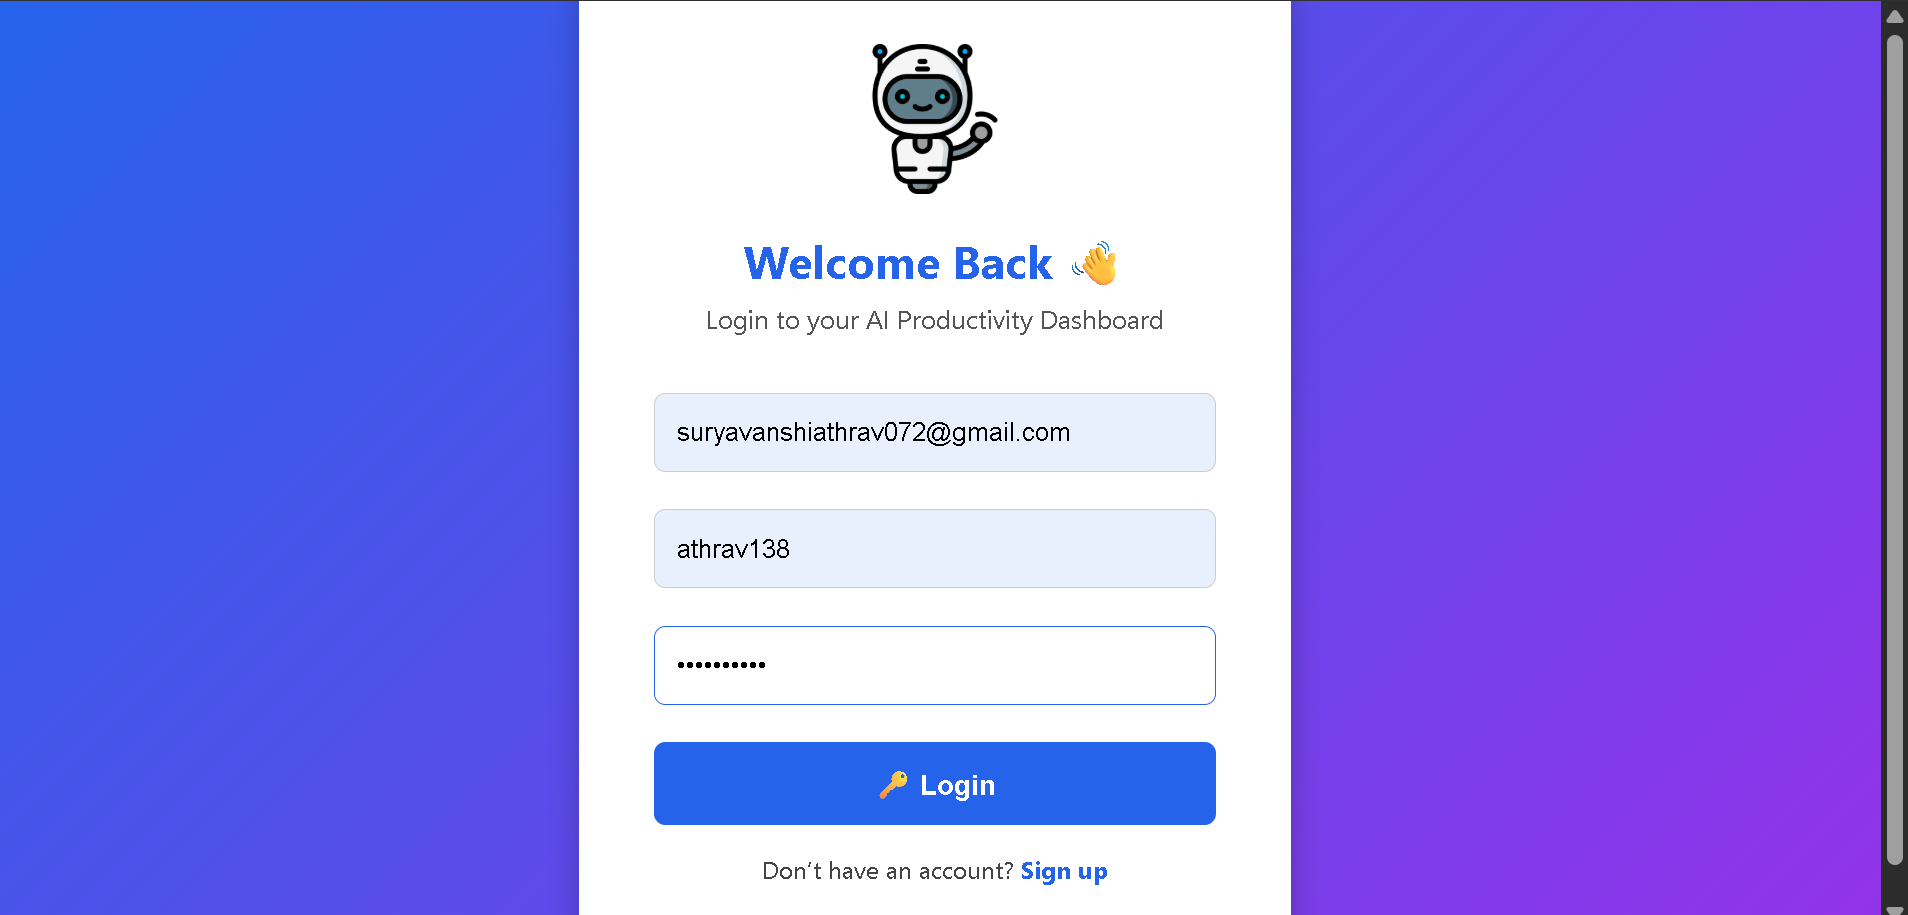 Welcome Back 👋
Login to your AI Productivity Dashboard
suryavanshiathrav072@gmail.com
athrav138
••••••••••
🔑 Login
Don’t have an account? Sign up